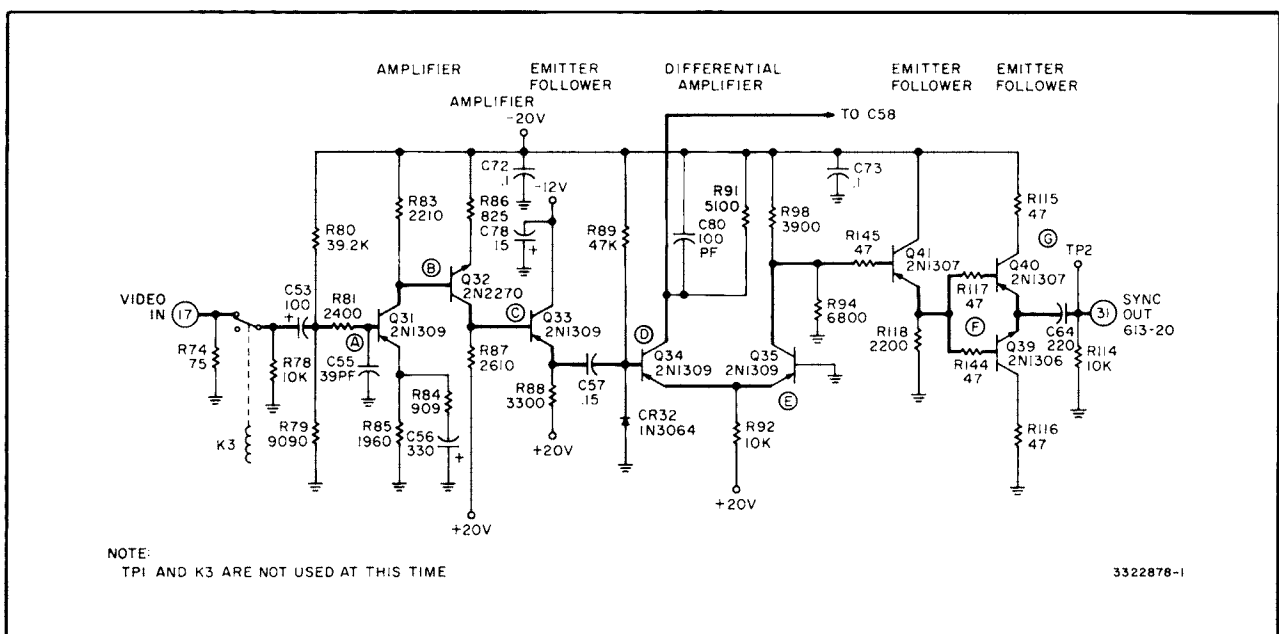 AMPLIFIER
EMITTER
FOLLOWER
DIFFERENTIAL
AMPLIFIER
EMITTER
FOLLOWER
EMITTER
FOLLOWER
AMPLIFIER
-20V
TO C58
C72
.1
-12V
C73
.1
R83
2210
R86
825
C78
15
+
R80
39.2K
R89
47K
C80
100
PF
R91
5100
R98
3900
R115
47
R145
47
Q41
2N1307
G
TP2
Q40
2N1307
VIDEO
IN
17
C53
100
+
R81
2400
B
Q32
2N2270
Q31
2N1309
A
C
Q33
2N1309
D
Q34
2N1309
Q35
2N1309
E
R94
6800
R117
47
F
R118
2200
R144
47
Q39
2N1306
C64
220
31
SYNC
OUT
613-20
R114
10K
R74
75
R78
10K
C55
39PF
R87
2610
R88
3300
C57
.15
R84
909
CR32
1N3064
R92
10K
K3
R79
9090
R85
1960
C56
330
+
+20V
R116
47
+20V
+20V
NOTE:
TP1 AND K3 ARE NOT USED AT THIS TIME
3322878-1